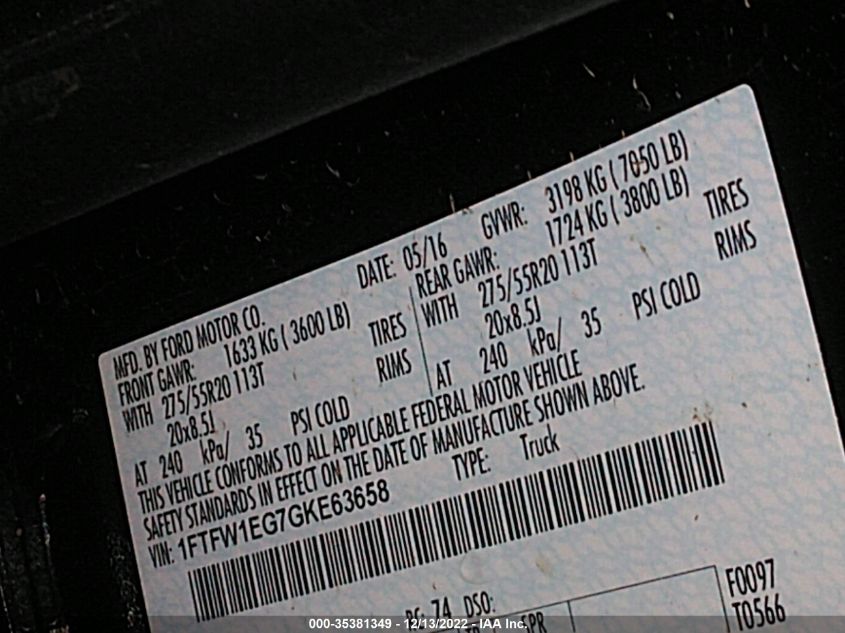 MFD. BY FORD MOTOR CO.
DATE: 05/16 GVWR: 3198 KG ( 7050 LB)
FRONT GAWR: 1633 KG ( 3600 LB) REAR GAWR: 1724 KG ( 3800 LB)
WITH 275/55R20 113T TIRES WITH 275/55R20 113T TIRES
20x8.5J RIMS 20x8.5J RIMS
AT 240 kPa/ 35 PSI COLD AT 240 kPa/ 35 PSI COLD
THIS VEHICLE CONFORMS TO ALL APPLICABLE FEDERAL MOTOR VEHICLE
SAFETY STANDARDS IN EFFECT ON THE DATE OF MANUFACTURE SHOWN ABOVE.
VIN: 1FTFW1EG7GKE63658 TYPE: Truck
F0097
T0566
RC: 74 DSO:
000-35381349 - 12/13/2022 - IAA Inc.